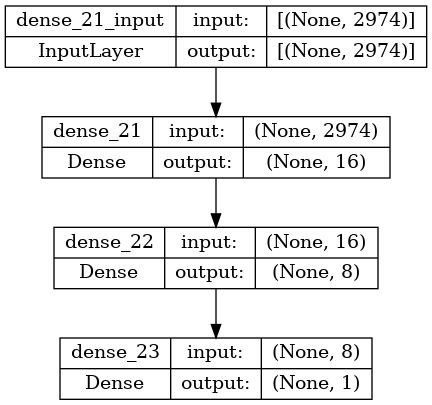 dense_21_input input: [(None, 2974)]
InputLayer output: [(None, 2974)]
dense_21 input: (None, 2974)
Dense output: (None, 16)
dense_22 input: (None, 16)
Dense output: (None, 8)
dense_23 input: (None, 8)
Dense output: (None, 1)